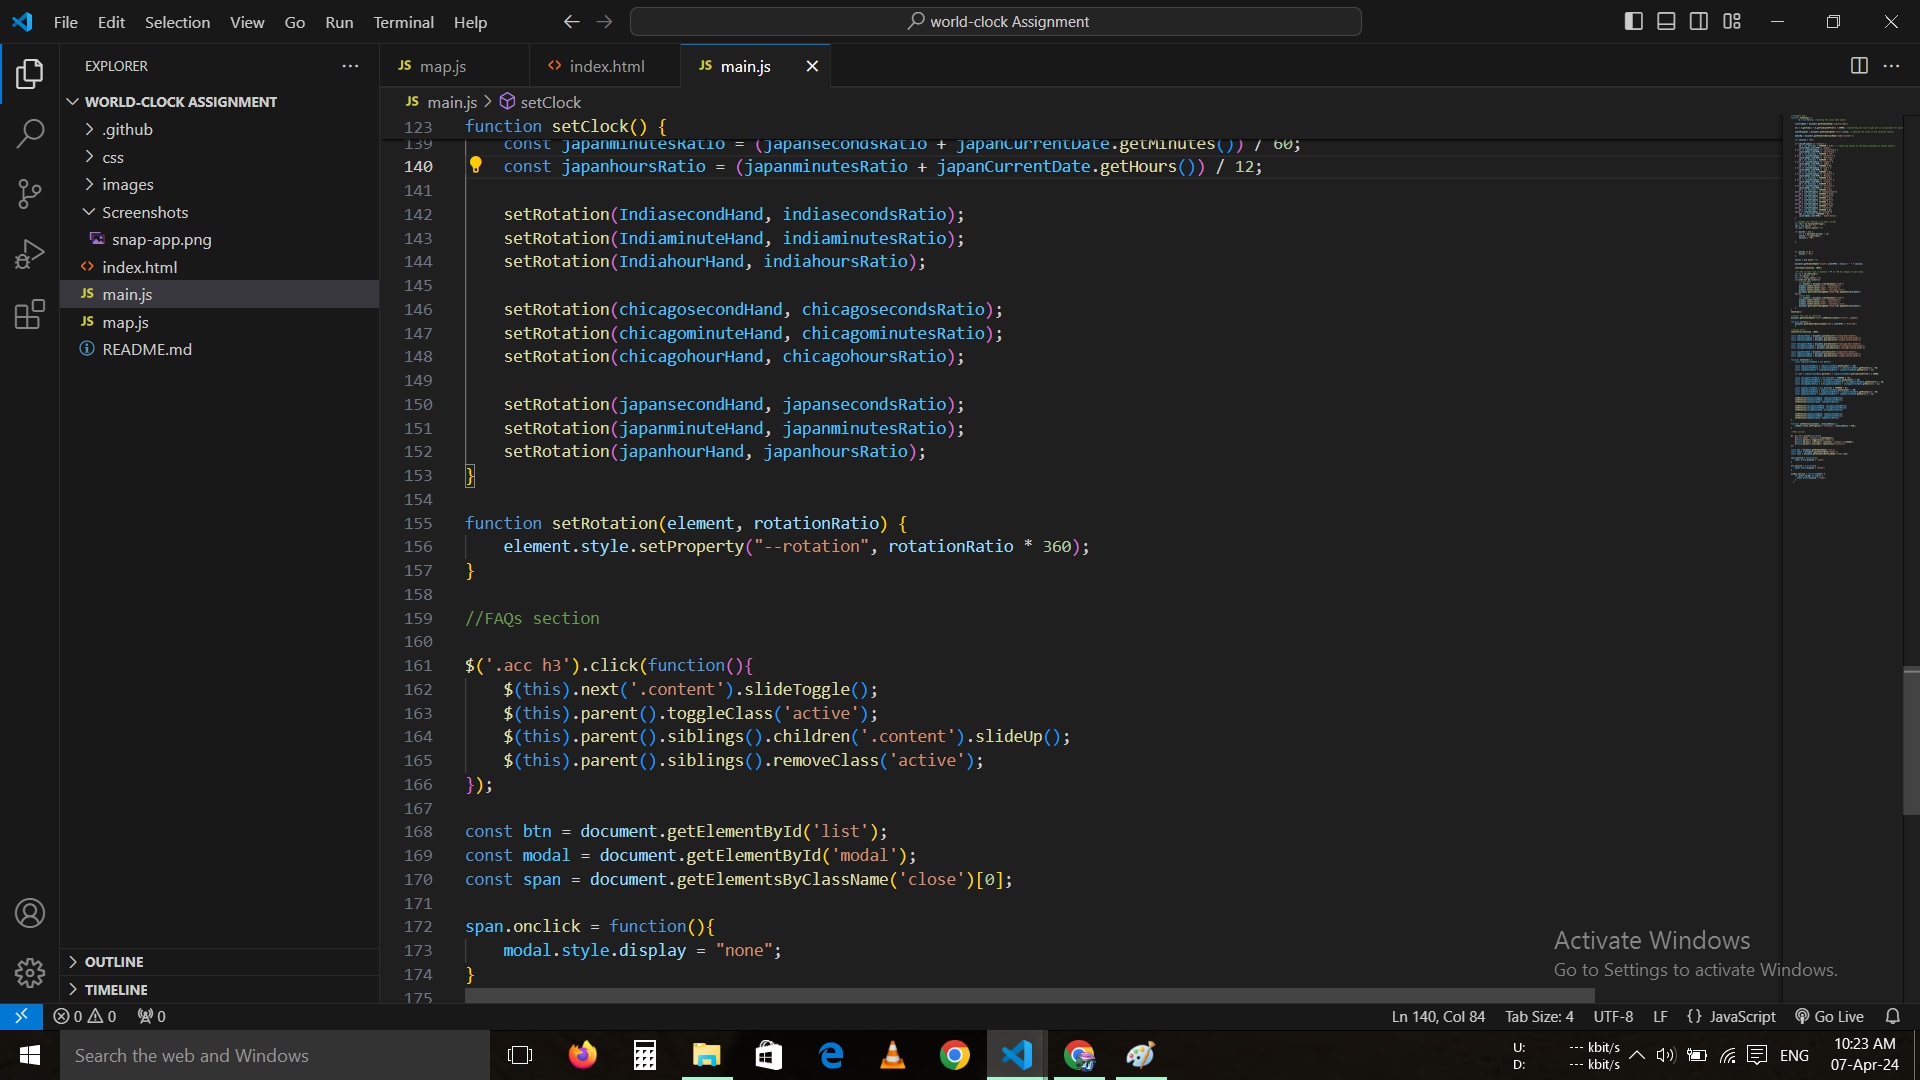 File Edit Selection View Go Run Terminal Help
world-clock Assignment
EXPLORER
WORLD-CLOCK ASSIGNMENT
.github
css
images
Screenshots
snap-app.png
index.html
JS main.js
JS map.js
README.md
OUTLINE
TIMELINE
JS map.js
index.html
JS main.js
JS main.js > setClock
123 function setClock() {
139 const japanminutesRatio = (japansecondsRatio + japanCurrentDate.getMinutes()) / 60;
140 const japanhoursRatio = (japanminutesRatio + japanCurrentDate.getHours()) / 12;
141
142 setRotation(IndiasecondHand, indiasecondsRatio);
143 setRotation(IndiaminuteHand, indiaminutesRatio);
144 setRotation(IndiahourHand, indiahoursRatio);
145
146 setRotation(chicagosecondHand, chicagosecondsRatio);
147 setRotation(chicagominuteHand, chicagominutesRatio);
148 setRotation(chicagohourHand, chicagohoursRatio);
149
150 setRotation(japansecondHand, japansecondsRatio);
151 setRotation(japanminuteHand, japanminutesRatio);
152 setRotation(japanhourHand, japanhoursRatio);
153 }
154
155 function setRotation(element, rotationRatio) {
156 element.style.setProperty("--rotation", rotationRatio * 360);
157 }
158
159 //FAQs section
160
161 $('.acc h3').click(function(){
162 $(this).next('.content').slideToggle();
163 $(this).parent().toggleClass('active');
164 $(this).parent().siblings().children('.content').slideUp();
165 $(this).parent().siblings().removeClass('active');
166 });
167
168 const btn = document.getElementById('list');
169 const modal = document.getElementById('modal');
170 const span = document.getElementsByClassName('close')[0];
171
172 span.onclick = function(){
173 modal.style.display = "none";
174 }
175
Activate Windows
Go to Settings to activate Windows.
0 0 0
Ln 140, Col 84 Tab Size: 4 UTF-8 LF {} JavaScript Go Live
Search the web and Windows
U: --- kbit/s
D: --- kbit/s
ENG
10:23 AM
07-Apr-24